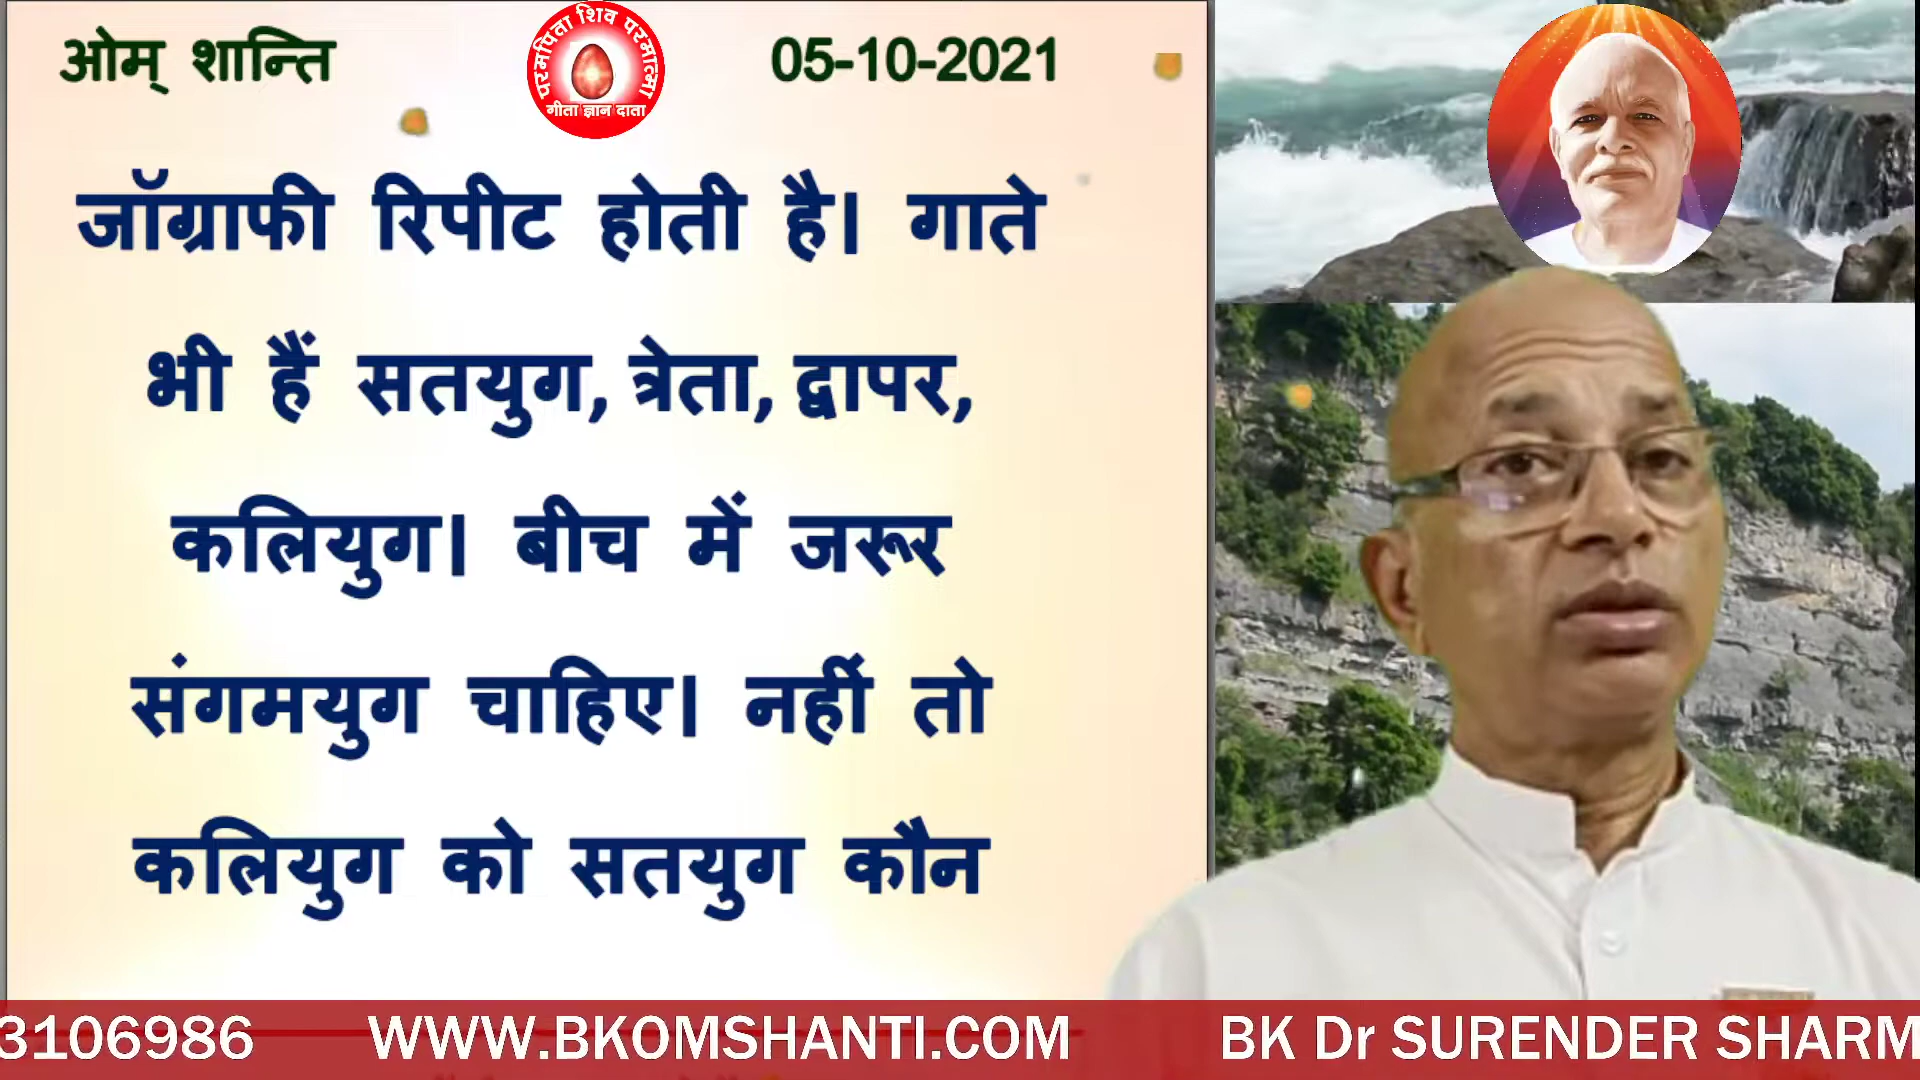 ओम् शान्ति
परमपिता शिव परमात्मा
गीता ज्ञान दाता
05-10-2021
जॉग्राफी रिपीट होती है। गाते
भी हैं सतयुग, त्रेता, द्वापर,
कलियुग। बीच में जरूर
संगमयुग चाहिए। नहीं तो
कलियुग को सतयुग कौन
3106986 WWW.BKOMSHANTI.COM BK Dr SURENDER SHARM